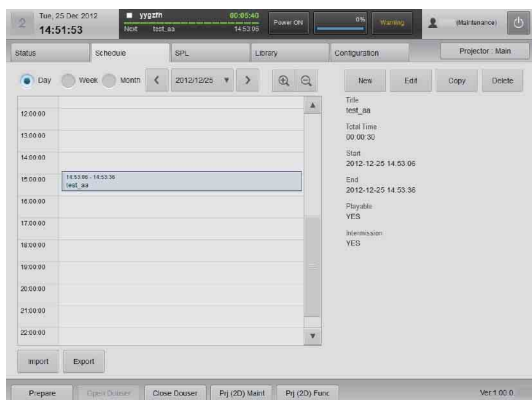 2 Tue, 25 Dec 2012 14:51:53
yygzfh 00:05:40
Next test_aa 14:53:06
Power ON 0% Warning (Maintenance)
Status Schedule SPL Library Configuration Projector : Main
Day Week Month < 2012/12/25 ▼ >
New Edit Copy Delete
12:00:00
13:00:00
14:00:00
15:00:00
14:53:06 - 14:53:36
test_aa
16:00:00
17:00:00
18:00:00
19:00:00
20:00:00
21:00:00
22:00:00
Title
test_aa
Total Time
00:00:30
Start
2012-12-25 14:53:06
End
2012-12-25 14:53:36
Playable
YES
Intermission
YES
Import Export
Prepare Open Douser Close Douser Prj (2D) Maint Prj (2D) Func Ver.1.00.0